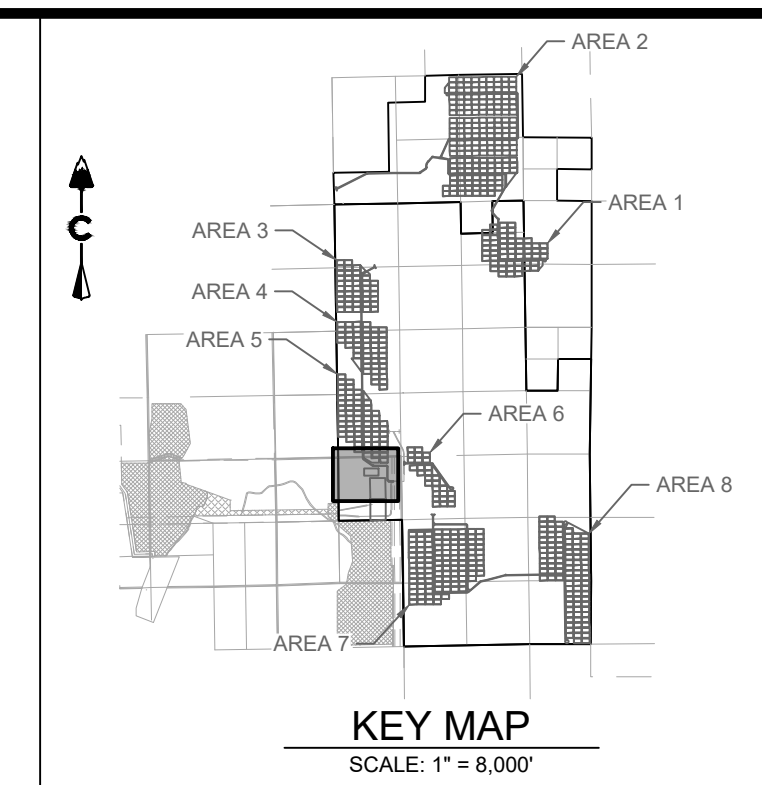 AREA 2
AREA 1
AREA 3
AREA 4
AREA 5
AREA 6
AREA 8
AREA 7
C
KEY MAP
SCALE: 1" = 8,000'